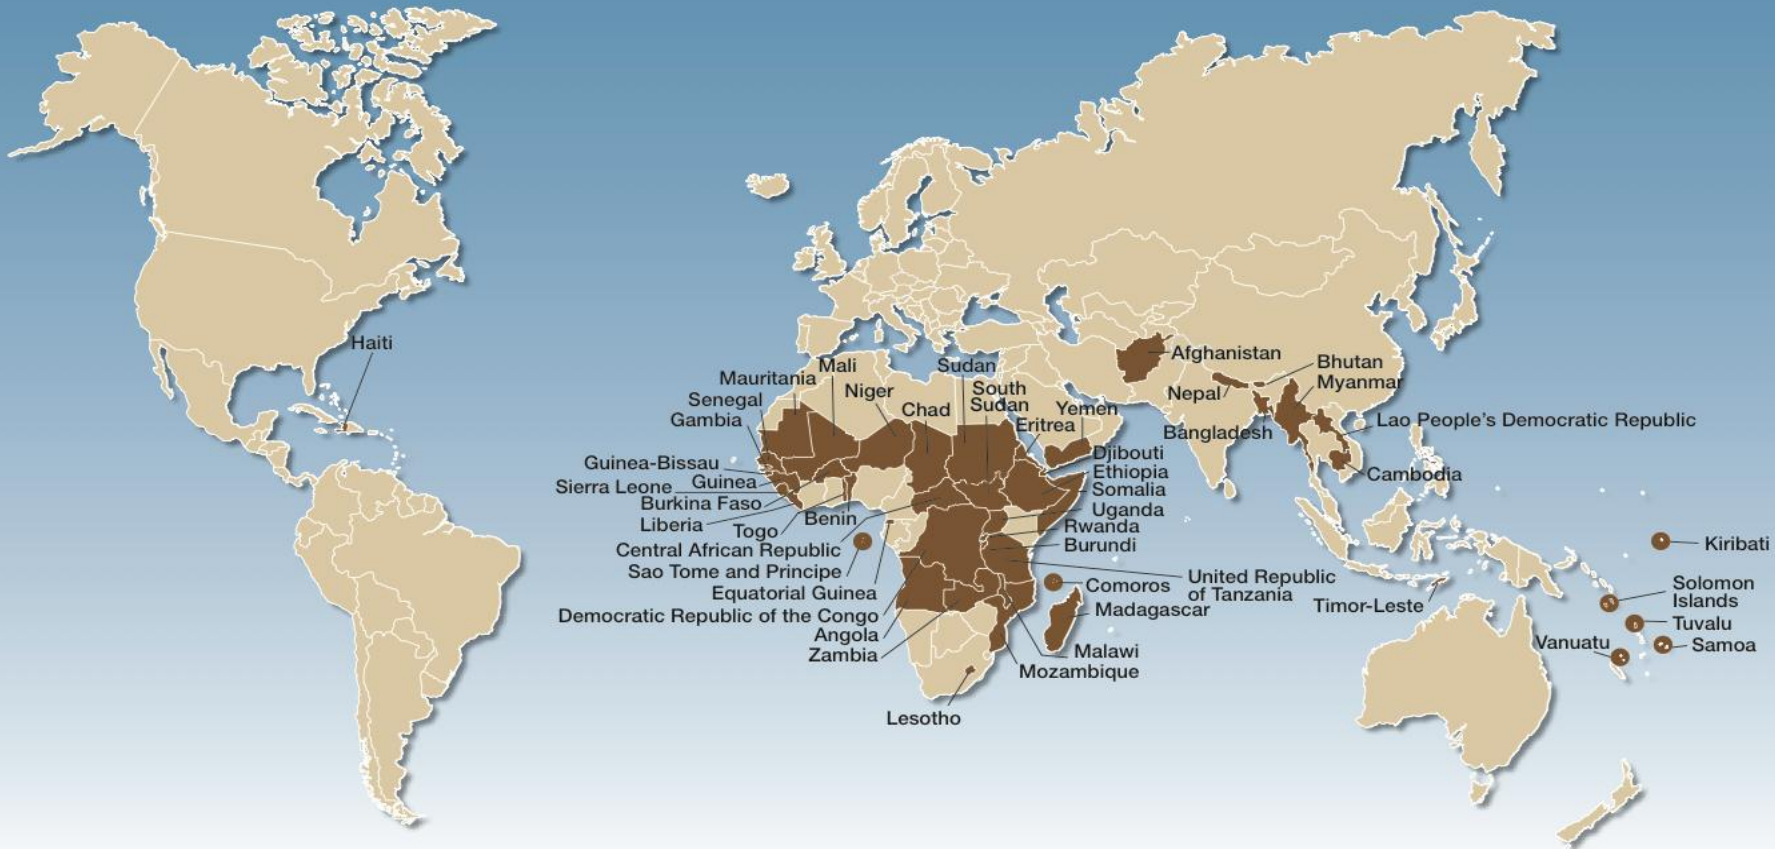 Haiti
Mauritania
Mali
Senegal
Gambia
Niger
Chad
Sudan
South
Sudan
Eritrea
Yemen
Guinea-Bissau
Guinea
Sierra Leone
Burkina Faso
Liberia
Togo
Benin
Central African Republic
Sao Tome and Principe
Equatorial Guinea
Democratic Republic of the Congo
Angola
Zambia
Lesotho
Djibouti
Ethiopia
Somalia
Uganda
Rwanda
Burundi
Comoros
United Republic
of Tanzania
Madagascar
Malawi
Mozambique
Afghanistan
Bhutan
Nepal
Myanmar
Bangladesh
Lao People's Democratic Republic
Cambodia
Timor-Leste
Kiribati
Solomon
Islands
Tuvalu
Vanuatu
Samoa